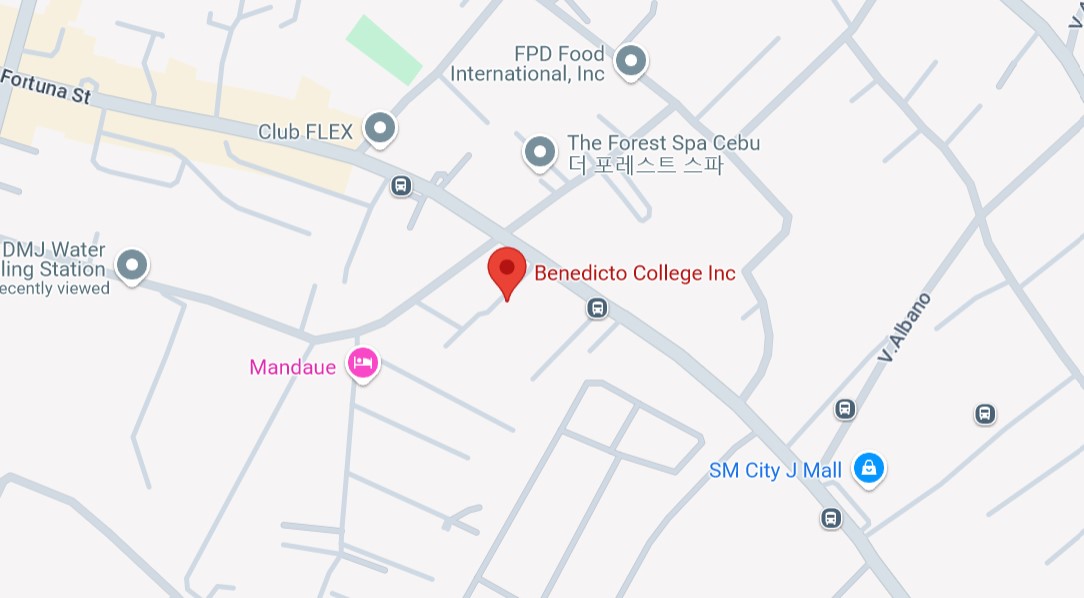 FPD Food
International, Inc
Fortuna St
Club FLEX
The Forest Spa Cebu
더 포레스트 스파
DMJ Water
ling Station
ecently viewed
Benedicto College Inc
V.Albano
Mandaue
SM City J Mall